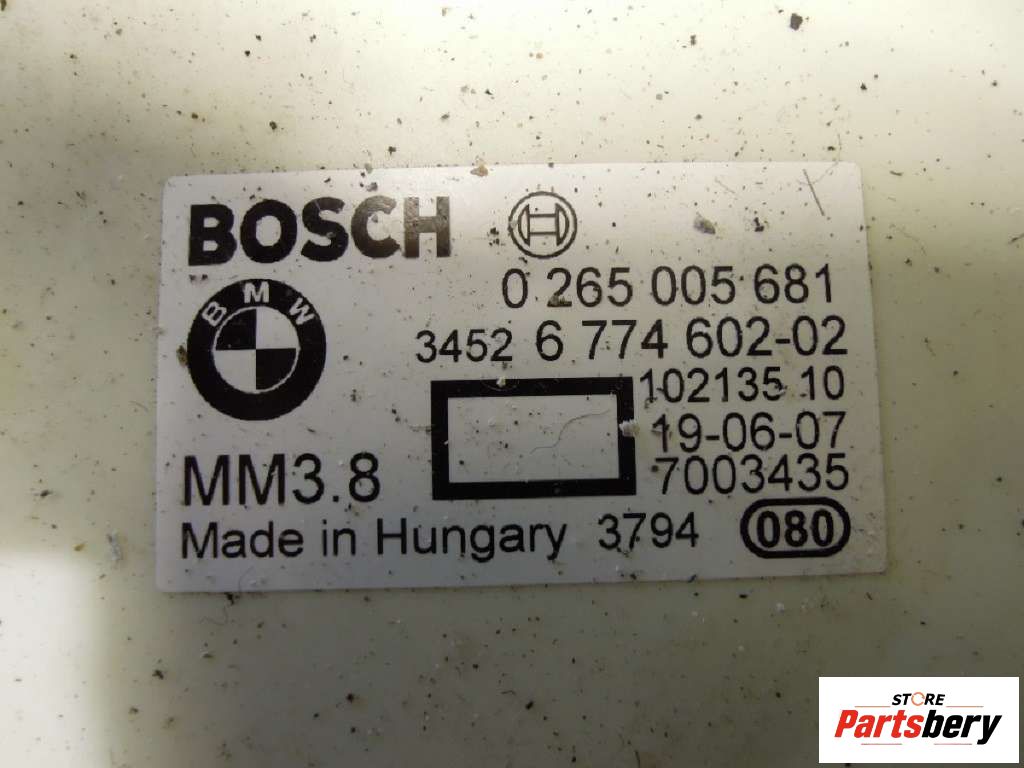 BOSCH
0 265 005 681
BMW
3452 6 774 602-02
102135 10
19-06-07
MM3.8
7003435
Made in Hungary 3794 080
STORE
Partsbery